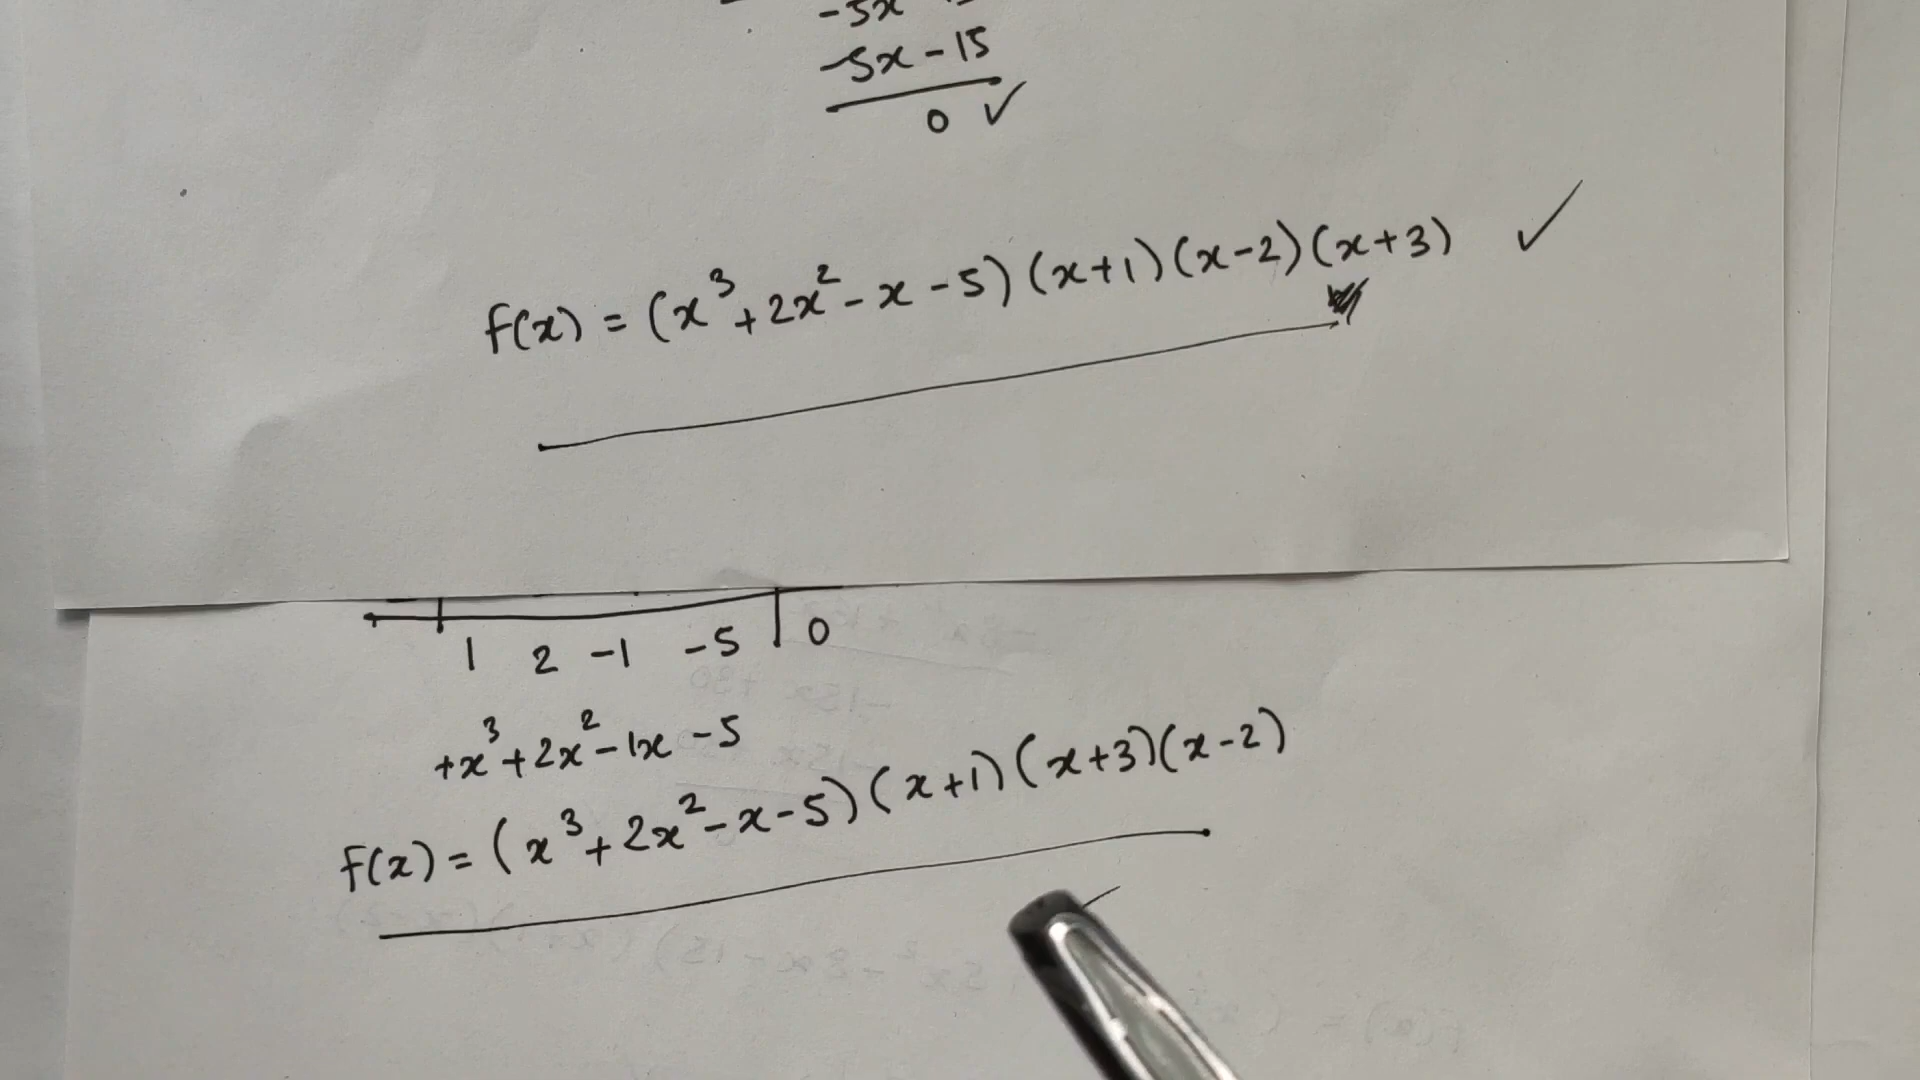 -5x - 15
0 ✓
f(x) = (x³ + 2x² - x - 5)(x+1)(x-2)(x+3) ✓
1 2 -1 -5 | 0
+x³ + 2x² - 1x - 5
f(x) = (x³ + 2x² - x - 5)(x+1)(x+3)(x-2)